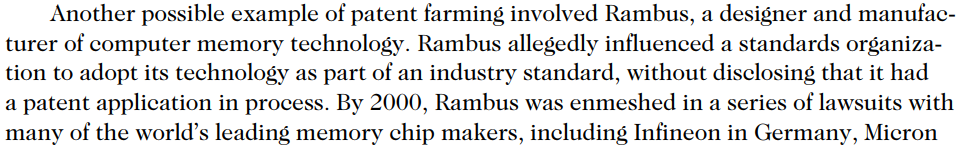 Another possible example of patent farming involved Rambus, a designer and manufac-
turer of computer memory technology. Rambus allegedly influenced a standards organiza-
tion to adopt its technology as part of an industry standard, without disclosing that it had
a patent application in process. By 2000, Rambus was enmeshed in a series of lawsuits with
many of the world's leading memory chip makers, including Infineon in Germany, Micron